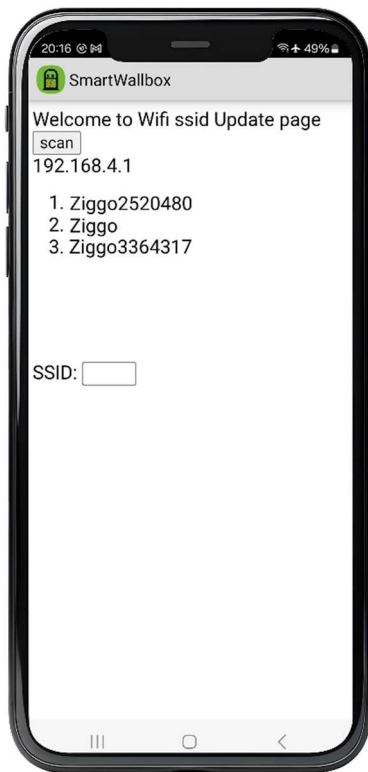 20:16 49%
SmartWallbox
Welcome to Wifi ssid Update page
scan
192.168.4.1
1. Ziggo2520480
2. Ziggo
3. Ziggo3364317
SSID: